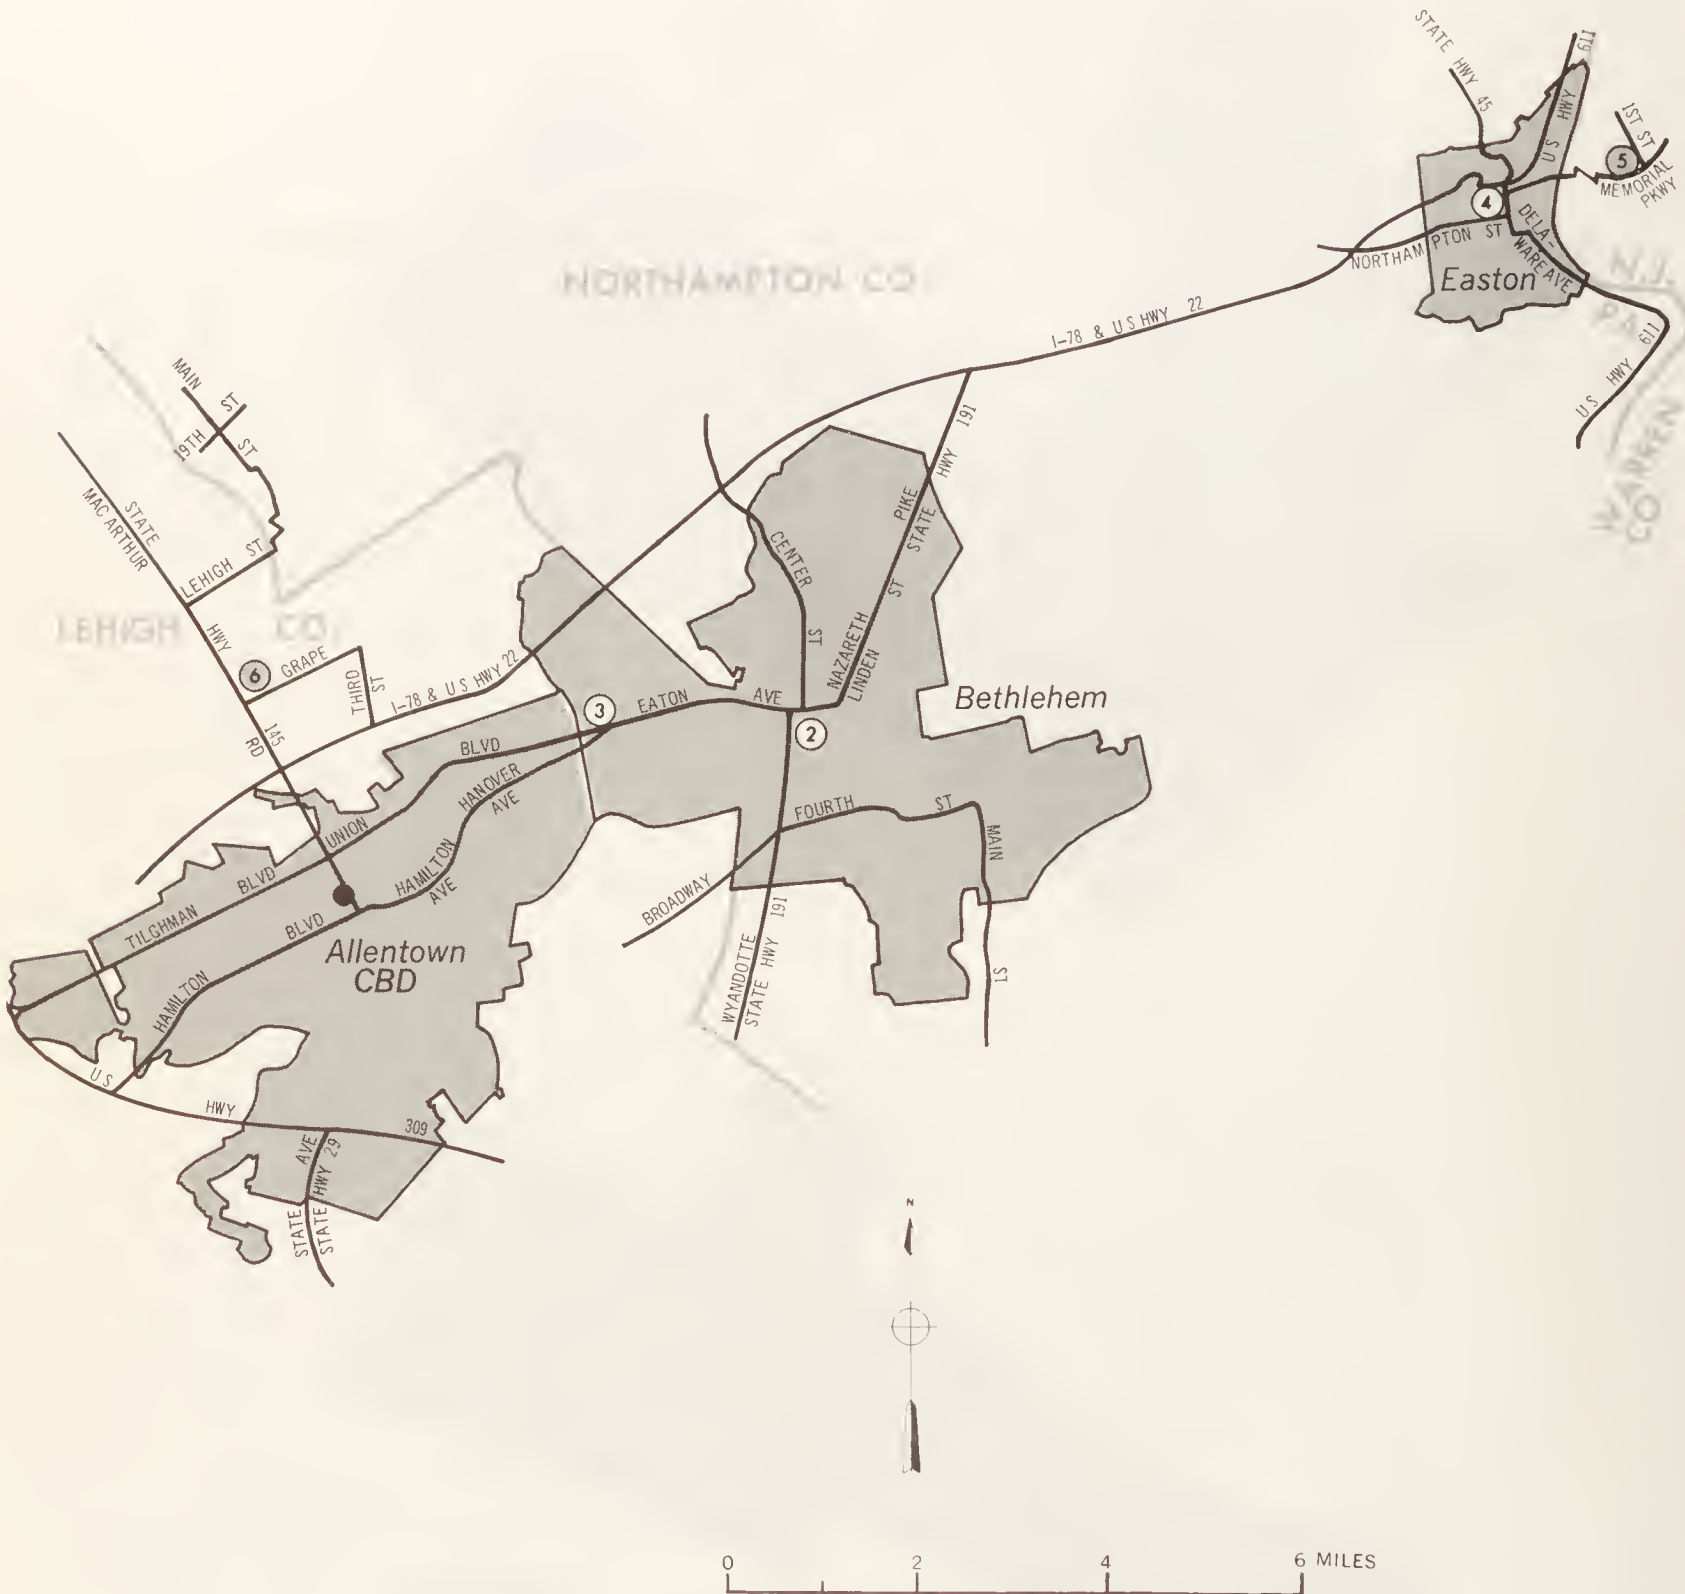 STATE HWY 45
US HWY 611
1ST ST
5
MEMORIAL
PKWY
4
DELA-
WARE AVE
NORTHAMPTON ST
Easton
N.J.
PA.
NORTHAMPTON CO.
I-78 & US HWY 22
US HWY 611
WARREN
CO
MAIN ST
19TH ST
STATE HWY 145
MAC ARTHUR RD
LEHIGH ST
LEHIGH CO.
6
GRAPE
THIRD ST
I-78 & US HWY 22
CENTER ST
NAZARETH PIKE
LINDEN ST
STATE HWY 191
3
EATON AVE
Bethlehem
2
UNION BLVD
HANOVER
AVE
FOURTH ST
MAIN ST
HAMILTON
AVE
BROADWAY
TILGHMAN BLVD
HAMILTON BLVD
Allentown
CBD
WYANDOTTE
STATE HWY 191
US HWY 309
STATE AVE
STATE HWY 29
N
0 2 4 6 MILES